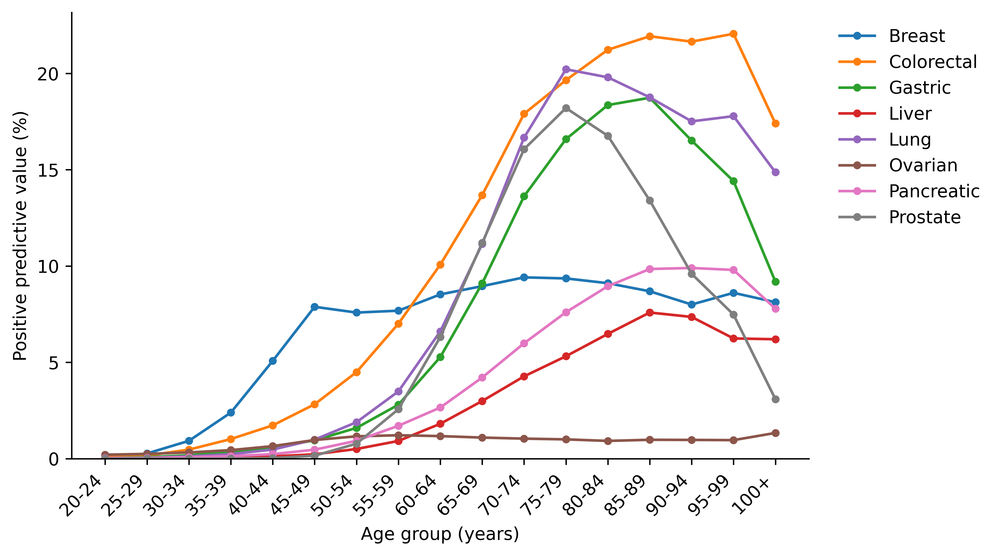 Positive predictive value (%)
20
15
10
5
0
20-24
25-29
30-34
35-39
40-44
45-49
50-54
55-59
60-64
65-69
70-74
75-79
80-84
85-89
90-94
95-99
100+
Age group (years)
Breast
Colorectal
Gastric
Liver
Lung
Ovarian
Pancreatic
Prostate